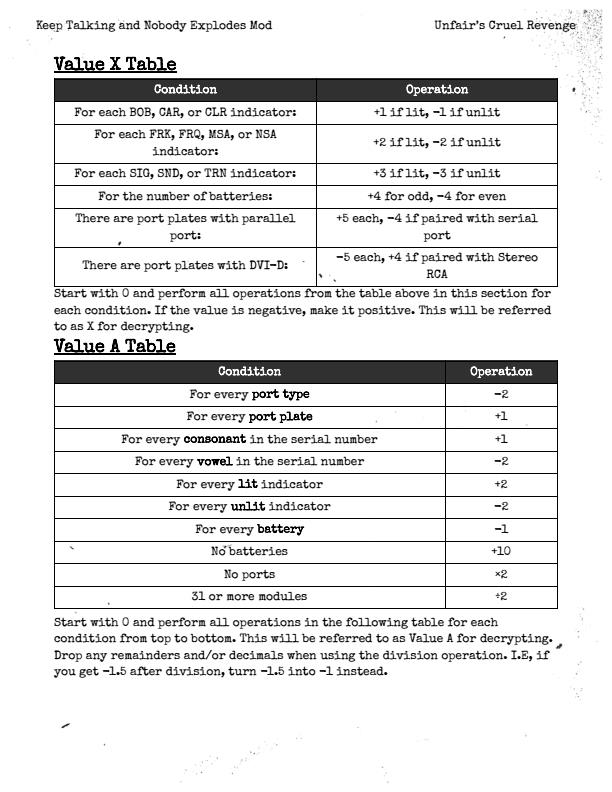 Keep Talking and Nobody Explodes Mod Unfair's Cruel Revenge
Value X Table
Condition Operation
For each BOB, CAR, or CLR indicator: +1 if lit, −1 if unlit
For each FRK, FRQ, MSA, or NSA
indicator: +2 if lit, −2 if unlit
For each SIG, SND, or TRN indicator: +3 if lit, −3 if unlit
For the number of batteries: +4 for odd, −4 for even
There are port plates with parallel
port: +5 each, −4 if paired with serial
port
There are port plates with DVI-D: −5 each, +4 if paired with Stereo
RCA
Start with 0 and perform all operations from the table above in this section for
each condition. If the value is negative, make it positive. This will be referred
to as X for decrypting.
Value A Table
Condition Operation
For every port type −2
For every port plate +1
For every consonant in the serial number +1
For every vowel in the serial number −2
For every lit indicator +2
For every unlit indicator −2
For every battery −1
No batteries +10
No ports ×2
31 or more modules ÷2
Start with 0 and perform all operations in the following table for each
condition from top to bottom. This will be referred to as Value A for decrypting.
Drop any remainders and/or decimals when using the division operation. I.E, if
you get −1.5 after division, turn −1.5 into −1 instead.